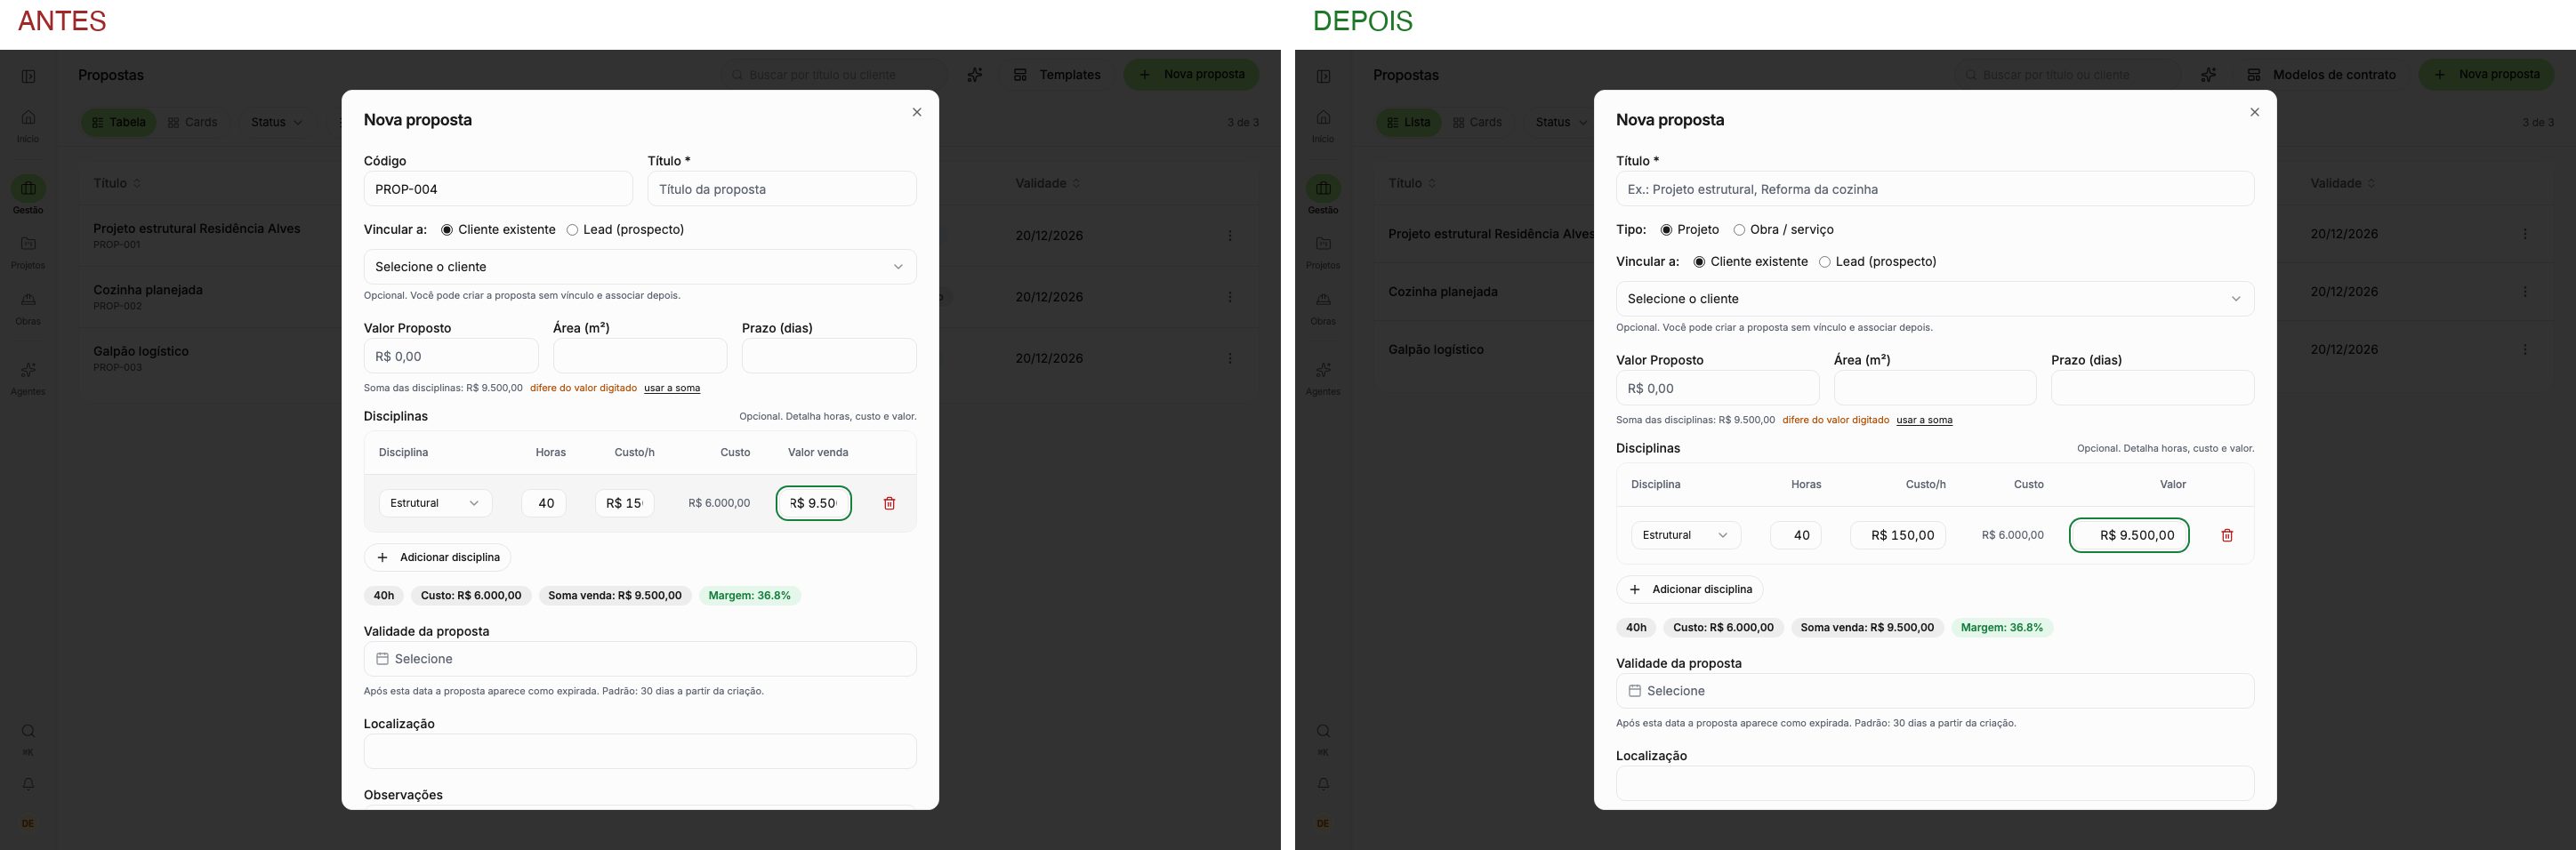 ANTES
Propostas
Buscar por título ou cliente
Templates
Nova proposta
Tabela
Cards
Status
3 de 3
Início
Gestão
Projetos
Obras
Agentes
⌘K
DE
Título
Validade
Projeto estrutural Residência Alves
PROP-001
20/12/2026
Cozinha planejada
PROP-002
20/12/2026
Galpão logístico
PROP-003
20/12/2026
Nova proposta
Código
Título *
PROP-004
Título da proposta
Vincular a: Cliente existente Lead (prospecto)
Selecione o cliente
Opcional. Você pode criar a proposta sem vínculo e associar depois.
Valor Proposto Área (m²) Prazo (dias)
R$ 0,00
Soma das disciplinas: R$ 9.500,00 difere do valor digitado usar a soma
Disciplinas Opcional. Detalha horas, custo e valor.
Disciplina Horas Custo/h Custo Valor venda
Estrutural 40 R$ 15 R$ 6.000,00 R$ 9.50
Adicionar disciplina
40h Custo: R$ 6.000,00 Soma venda: R$ 9.500,00 Margem: 36.8%
Validade da proposta
Selecione
Após esta data a proposta aparece como expirada. Padrão: 30 dias a partir da criação.
Localização
Observações
DEPOIS
Propostas
Buscar por título ou cliente
Modelos de contrato
Nova proposta
Lista
Cards
Status
3 de 3
Início
Gestão
Projetos
Obras
Agentes
⌘K
DE
Título
Validade
Projeto estrutural Residência Alves
20/12/2026
Cozinha planejada
20/12/2026
Galpão logístico
20/12/2026
Nova proposta
Título *
Ex.: Projeto estrutural, Reforma da cozinha
Tipo: Projeto Obra / serviço
Vincular a: Cliente existente Lead (prospecto)
Selecione o cliente
Opcional. Você pode criar a proposta sem vínculo e associar depois.
Valor Proposto Área (m²) Prazo (dias)
R$ 0,00
Soma das disciplinas: R$ 9.500,00 difere do valor digitado usar a soma
Disciplinas Opcional. Detalha horas, custo e valor.
Disciplina Horas Custo/h Custo Valor
Estrutural 40 R$ 150,00 R$ 6.000,00 R$ 9.500,00
Adicionar disciplina
40h Custo: R$ 6.000,00 Soma venda: R$ 9.500,00 Margem: 36.8%
Validade da proposta
Selecione
Após esta data a proposta aparece como expirada. Padrão: 30 dias a partir da criação.
Localização